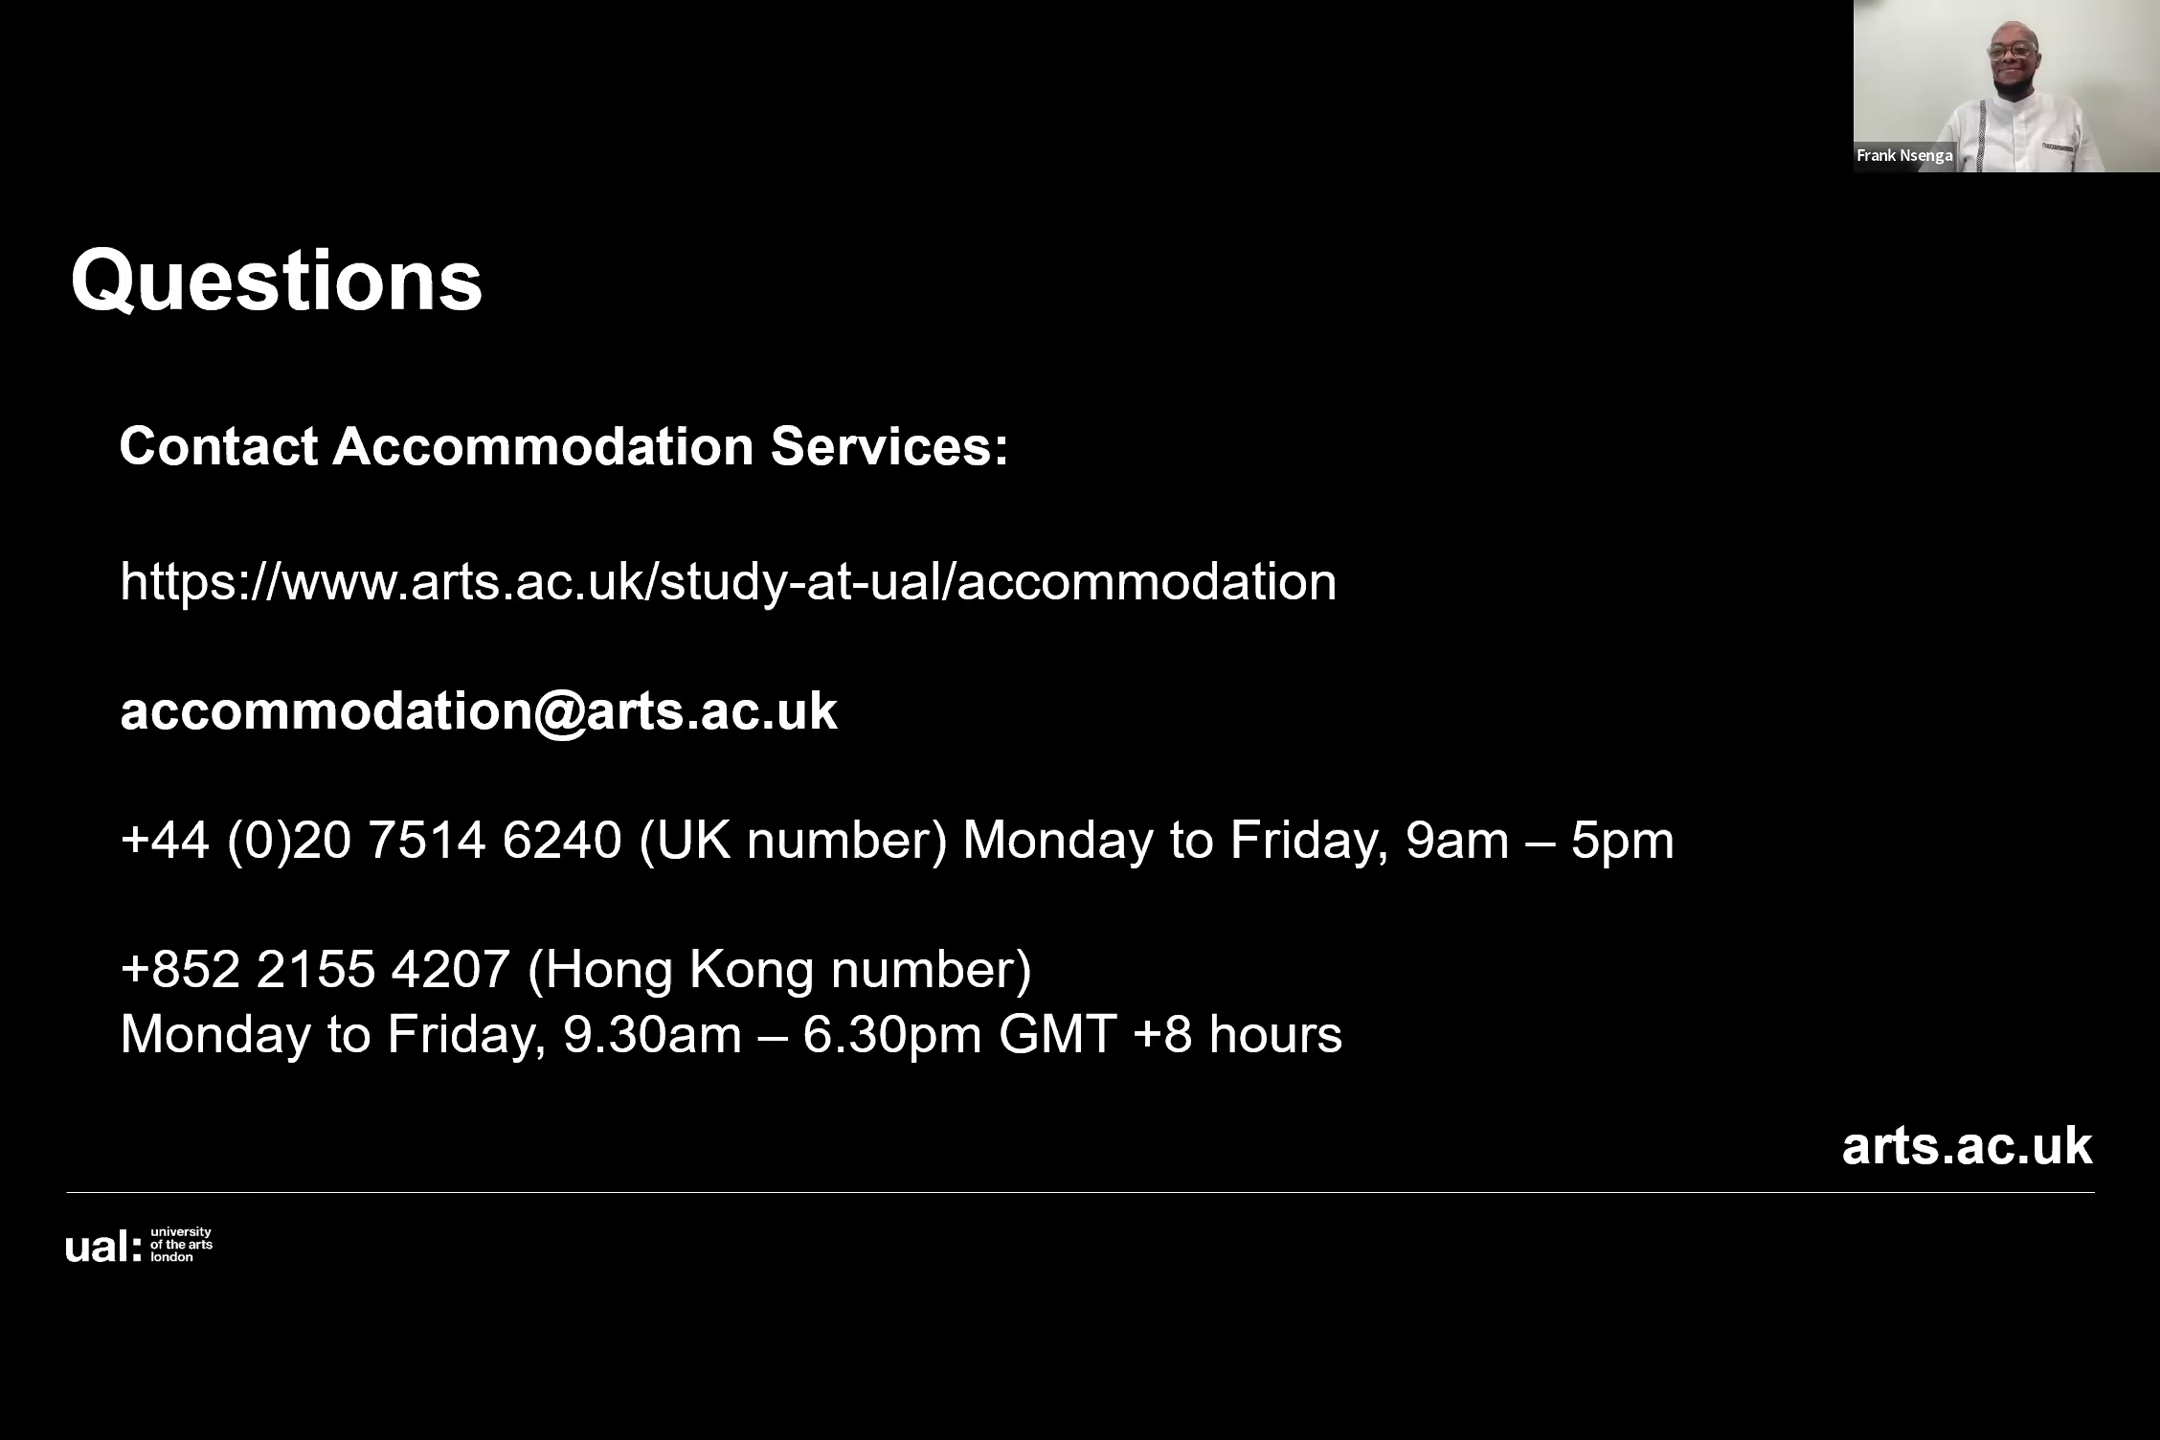 Frank Nsenga
Questions
Contact Accommodation Services:
https://www.arts.ac.uk/study-at-ual/accommodation
accommodation@arts.ac.uk
+44 (0)20 7514 6240 (UK number) Monday to Friday, 9am – 5pm
+852 2155 4207 (Hong Kong number)
Monday to Friday, 9.30am – 6.30pm GMT +8 hours
arts.ac.uk
ual:
university
of the arts
london